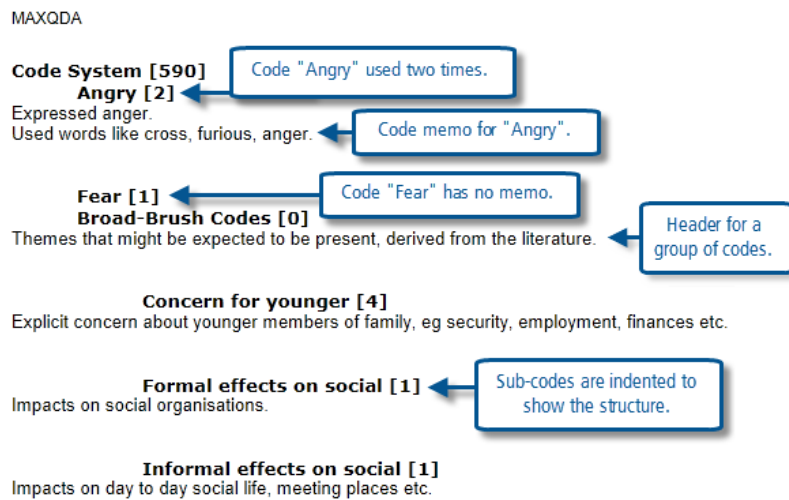 MAXQDA
Code System [590]
Code "Angry" used two times.
Angry [2]
Expressed anger.
Used words like cross, furious, anger.
Code memo for "Angry".
Fear [1]
Code "Fear" has no memo.
Broad-Brush Codes [0]
Themes that might be expected to be present, derived from the literature.
Header for a
group of codes.
Concern for younger [4]
Explicit concern about younger members of family, eg security, employment, finances etc.
Formal effects on social [1]
Impacts on social organisations.
Sub-codes are indented to
show the structure.
Informal effects on social [1]
Impacts on day to day social life, meeting places etc.